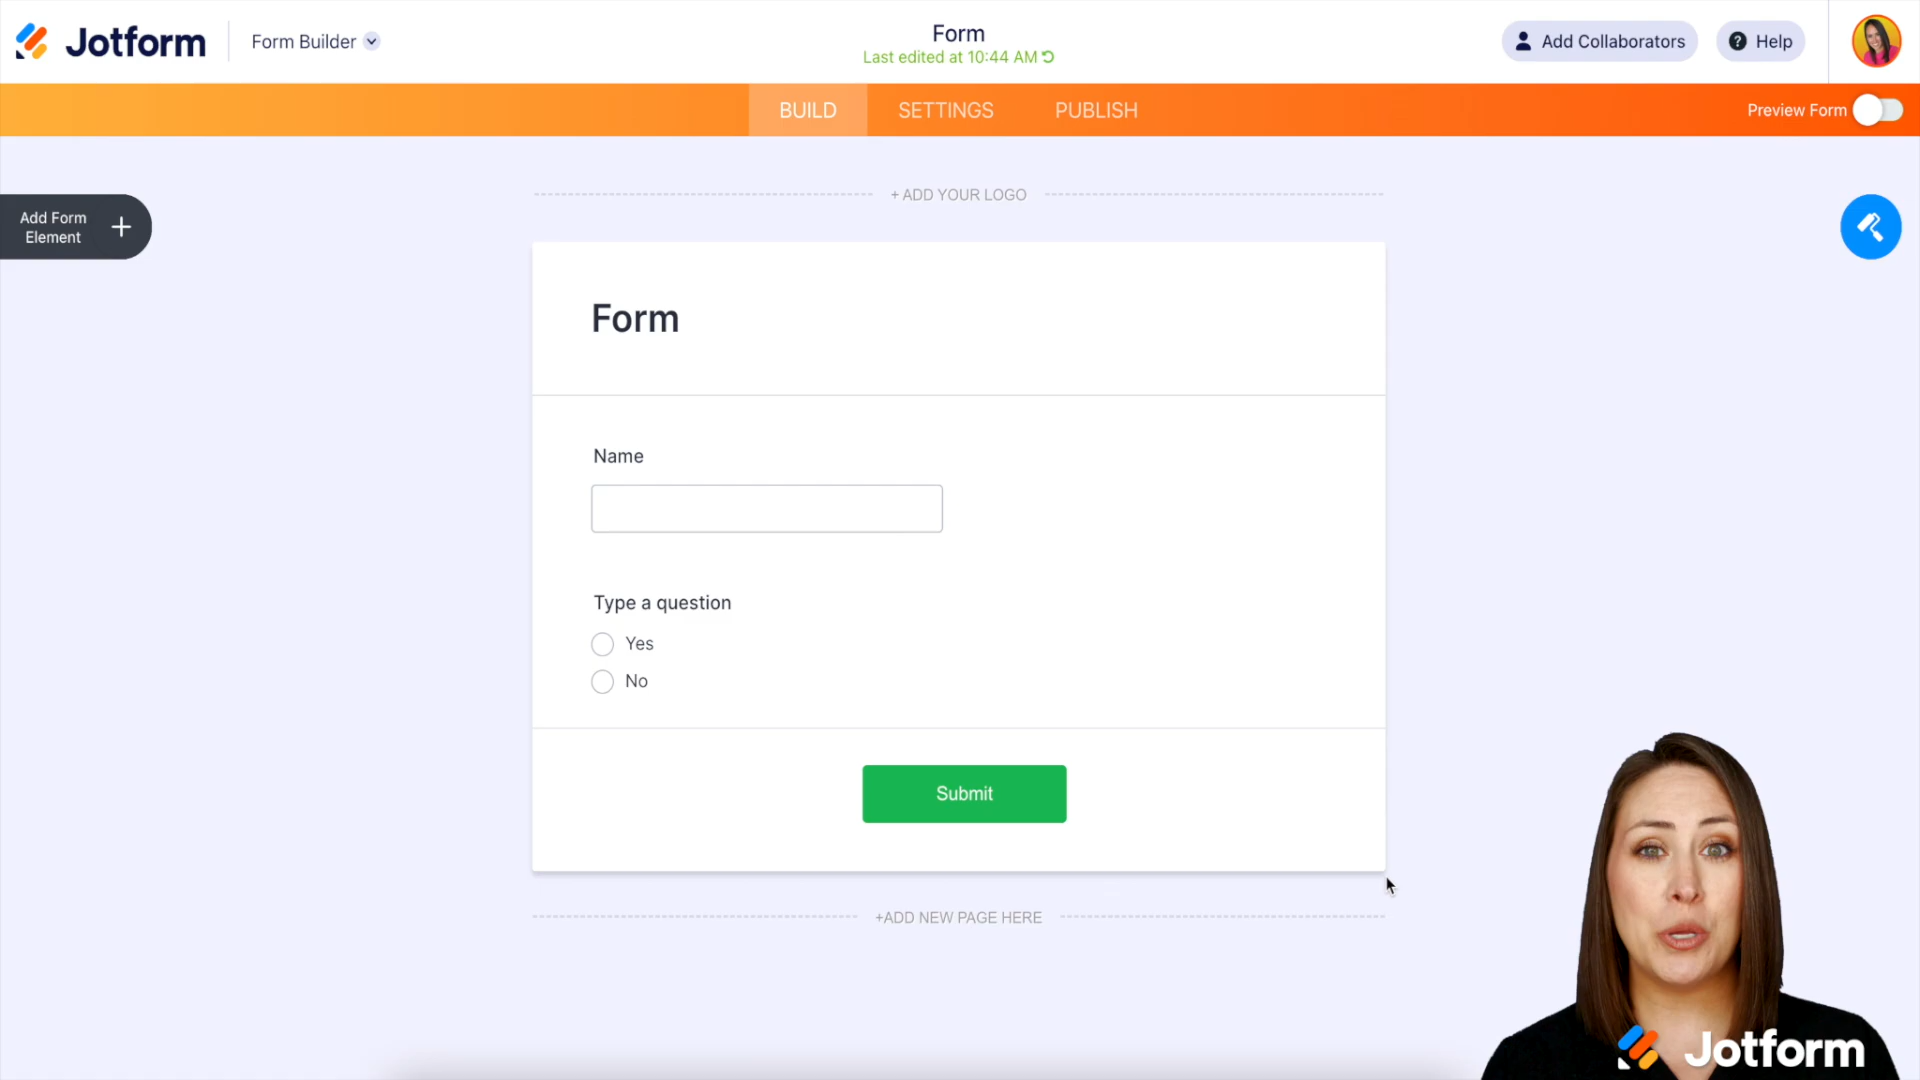 Jotform
Form Builder
Form
Last edited at 10:44 AM
Add Collaborators
? Help
BUILD
SETTINGS
PUBLISH
Preview Form
+ ADD YOUR LOGO
Add Form
Element
+
Form
Name
Type a question
Yes
No
Submit
+ADD NEW PAGE HERE
Jotform